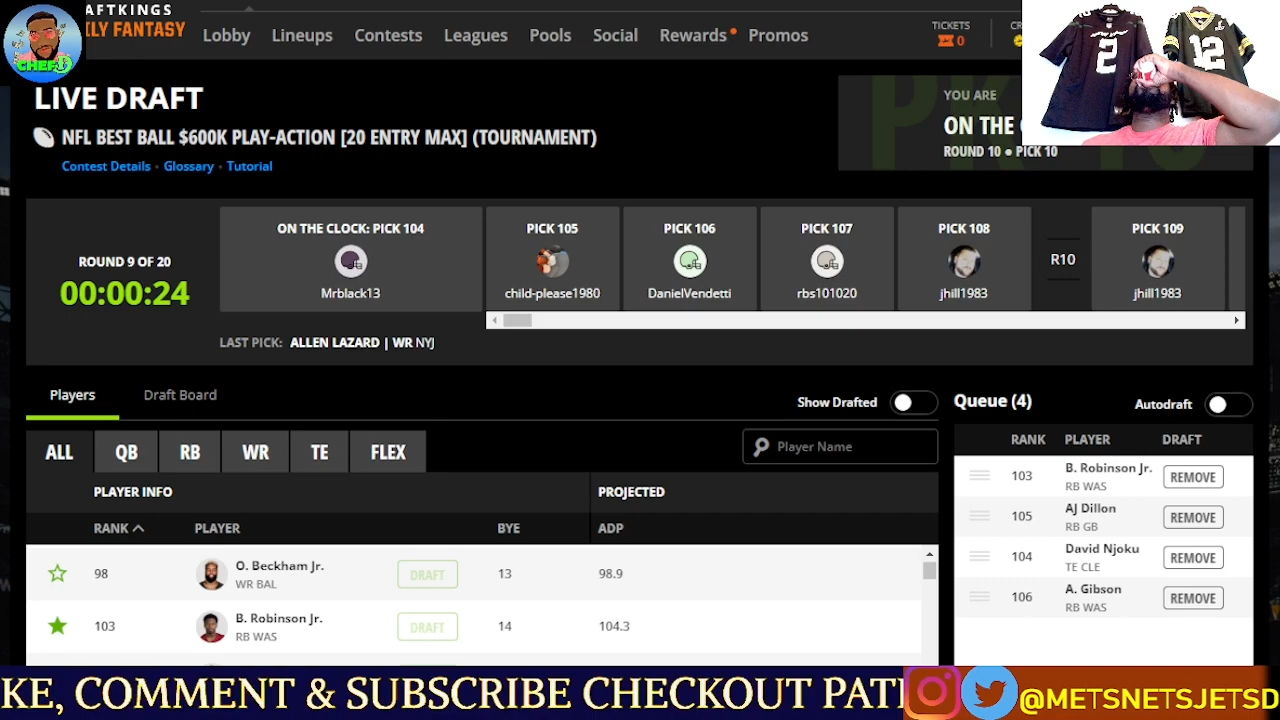 AFTKINGS
ILY FANTASY
CHEF
Lobby Lineups Contests Leagues Pools Social Rewards Promos
TICKETS
0
LIVE DRAFT
NFL BEST BALL $600K PLAY-ACTION [20 ENTRY MAX] (TOURNAMENT)
Contest Details • Glossary • Tutorial
YOU ARE
ON THE
ROUND 10 ● PICK 10
2
12
ROUND 9 OF 20
00:00:24
ON THE CLOCK: PICK 104
Mrblack13
PICK 105
child-please1980
PICK 106
DanielVendetti
PICK 107
rbs101020
PICK 108
jhill1983
R10
PICK 109
jhill1983
LAST PICK: ALLEN LAZARD | WR NYJ
Players Draft Board
Show Drafted
ALL QB RB WR TE FLEX
Player Name
PLAYER INFO PROJECTED
RANK PLAYER BYE ADP
98 O. Beckham Jr. DRAFT 13 98.9
WR BAL
103 B. Robinson Jr. DRAFT 14 104.3
RB WAS
Queue (4)
Autodraft
RANK PLAYER DRAFT
103 B. Robinson Jr. REMOVE
RB WAS
105 AJ Dillon REMOVE
RB GB
104 David Njoku REMOVE
TE CLE
106 A. Gibson REMOVE
RB WAS
KE, COMMENT & SUBSCRIBE CHECKOUT PAT
@METSNETSJETSD